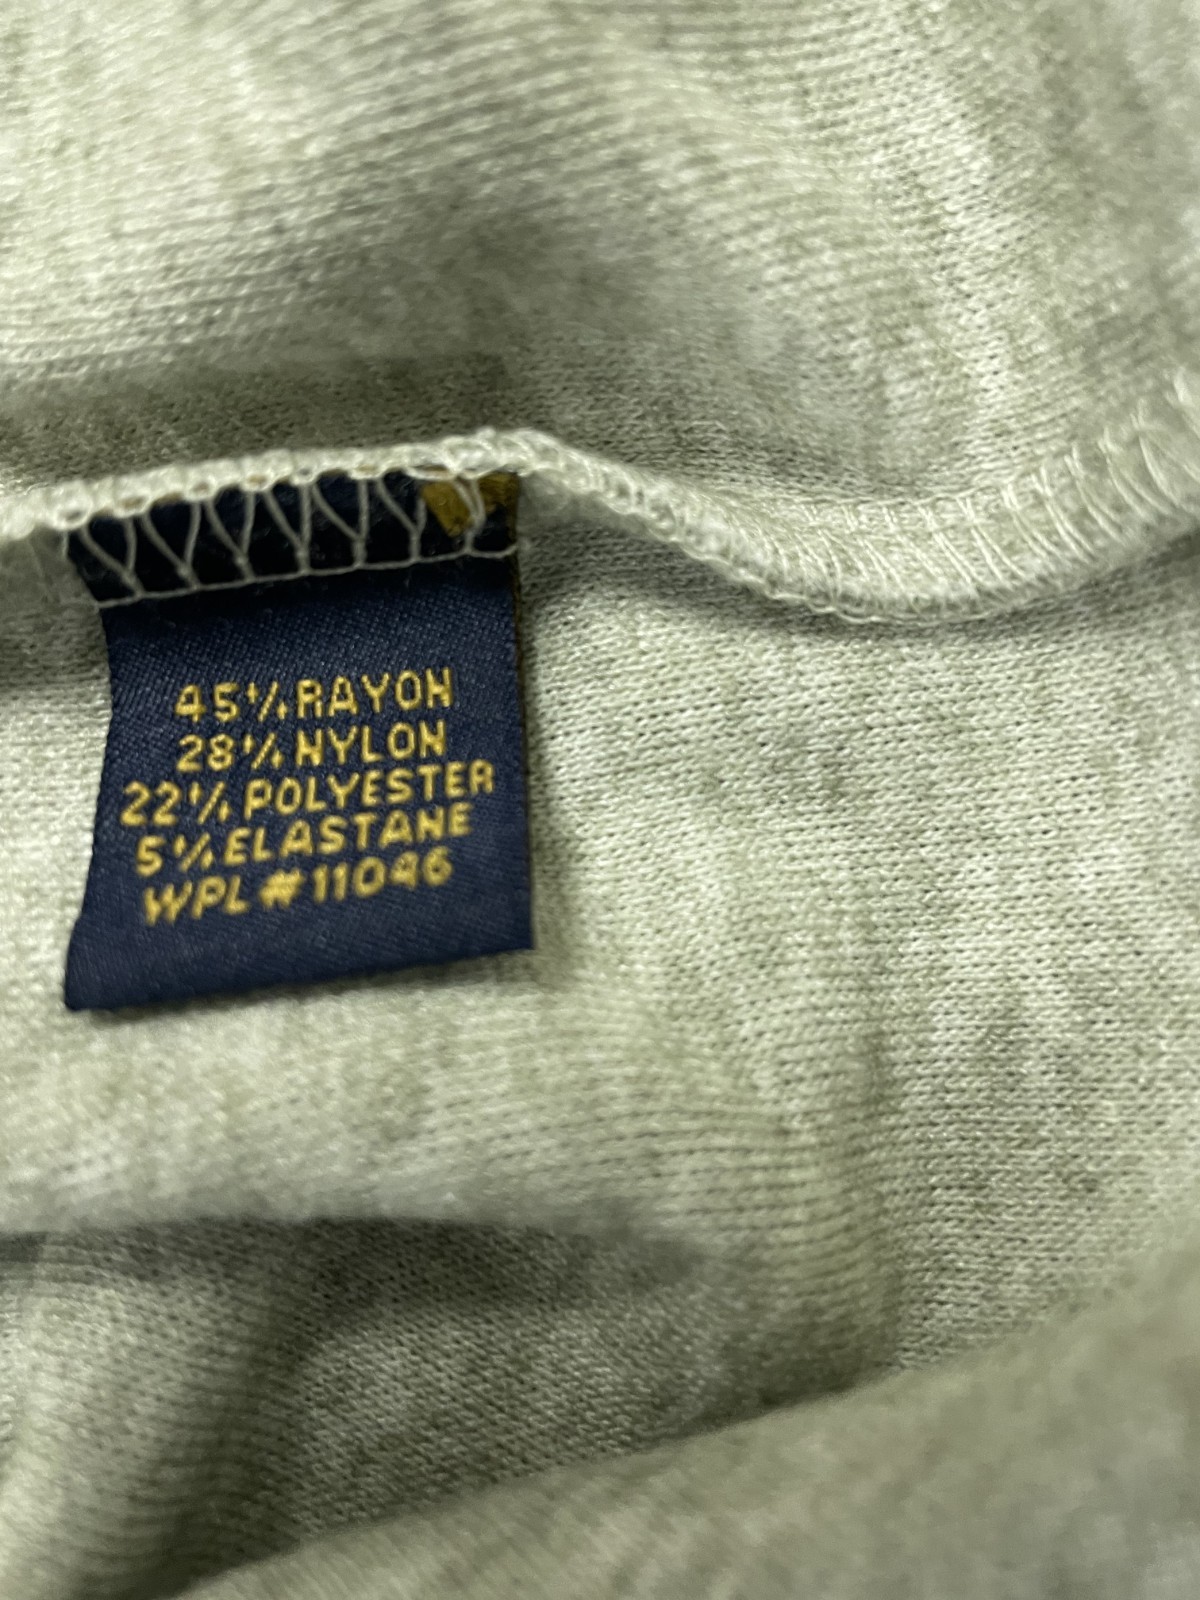 45% RAYON
28% NYLON
22% POLYESTER
5% ELASTANE
WPL #11046